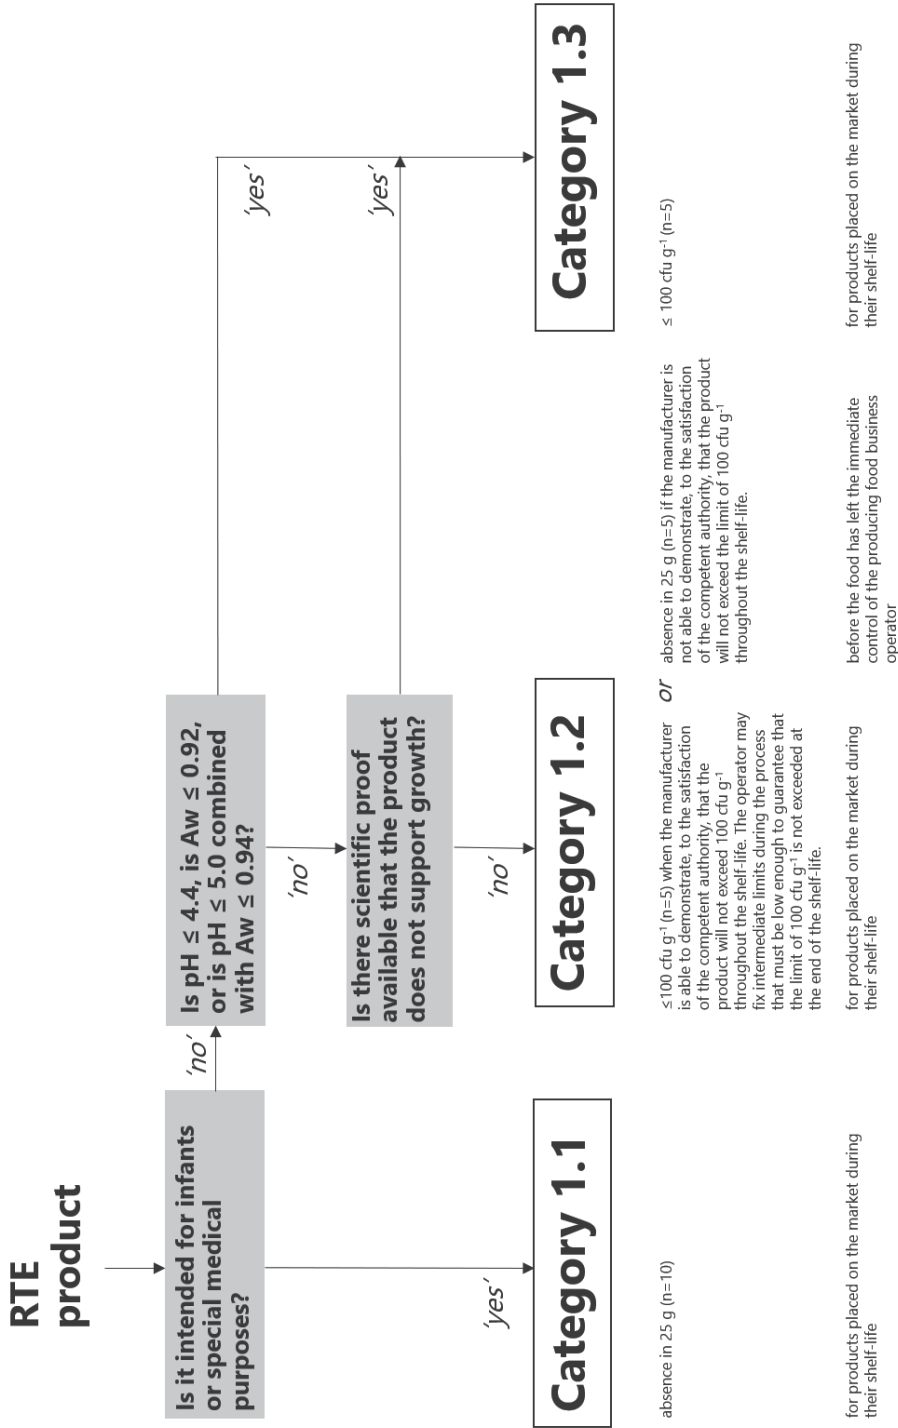 RTE
product
Is it intended for infants
or special medical
purposes?
'no'
'yes'
Is pH ≤ 4.4, is Aw ≤ 0.92,
or is pH ≤ 5.0 combined
with Aw ≤ 0.94?
'no'
'yes'
Is there scientific proof
available that the product
does not support growth?
'no'
'yes'
Category 1.1
Category 1.2
Category 1.3
absence in 25 g (n=10)
≤100 cfu g⁻¹ (n=5) when the manufacturer
is able to demonstrate, to the satisfaction
of the competent authority, that the
product will not exceed 100 cfu g⁻¹
throughout the shelf-life. The operator may
fix intermediate limits during the process
that must be low enough to guarantee that
the limit of 100 cfu g⁻¹ is not exceeded at
the end of the shelf-life.
or
absence in 25 g (n=5) if the manufacturer is
not able to demonstrate, to the satisfaction
of the competent authority, that the product
will not exceed the limit of 100 cfu g⁻¹
throughout the shelf-life.
≤ 100 cfu g⁻¹ (n=5)
for products placed on the market during
their shelf-life
for products placed on the market during
their shelf-life
before the food has left the immediate
control of the producing food business
operator
for products placed on the market during
their shelf-life